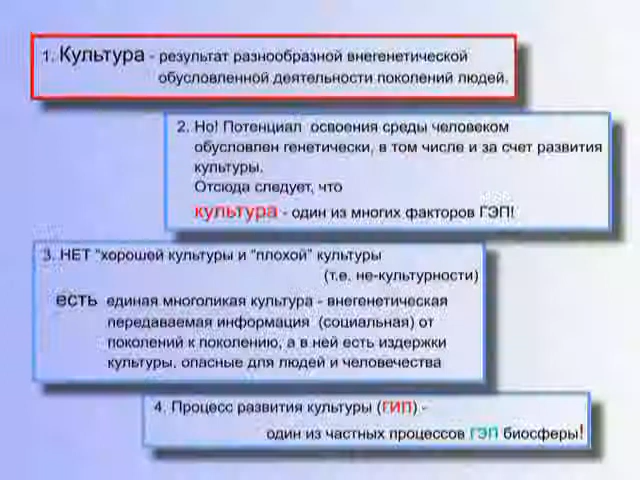 1. Культура - результат разнообразной внегенетической
обусловленной деятельности поколений людей.
2. Но! Потенциал освоения среды человеком
обусловлен генетически, в том числе и за счет развития
культуры.
Отсюда следует, что
культура - один из многих факторов ГЭП!
3. НЕТ "хорошей культуры и "плохой" культуры
(т.е. не-культурности)
есть единая многоликая культура - внегенетическая
передаваемая информация (социальная) от
поколений к поколению, а в ней есть издержки
культуры, опасные для людей и человечества
4. Процесс развития культуры (ГИП) -
один из частных процессов ГЭП биосферы!